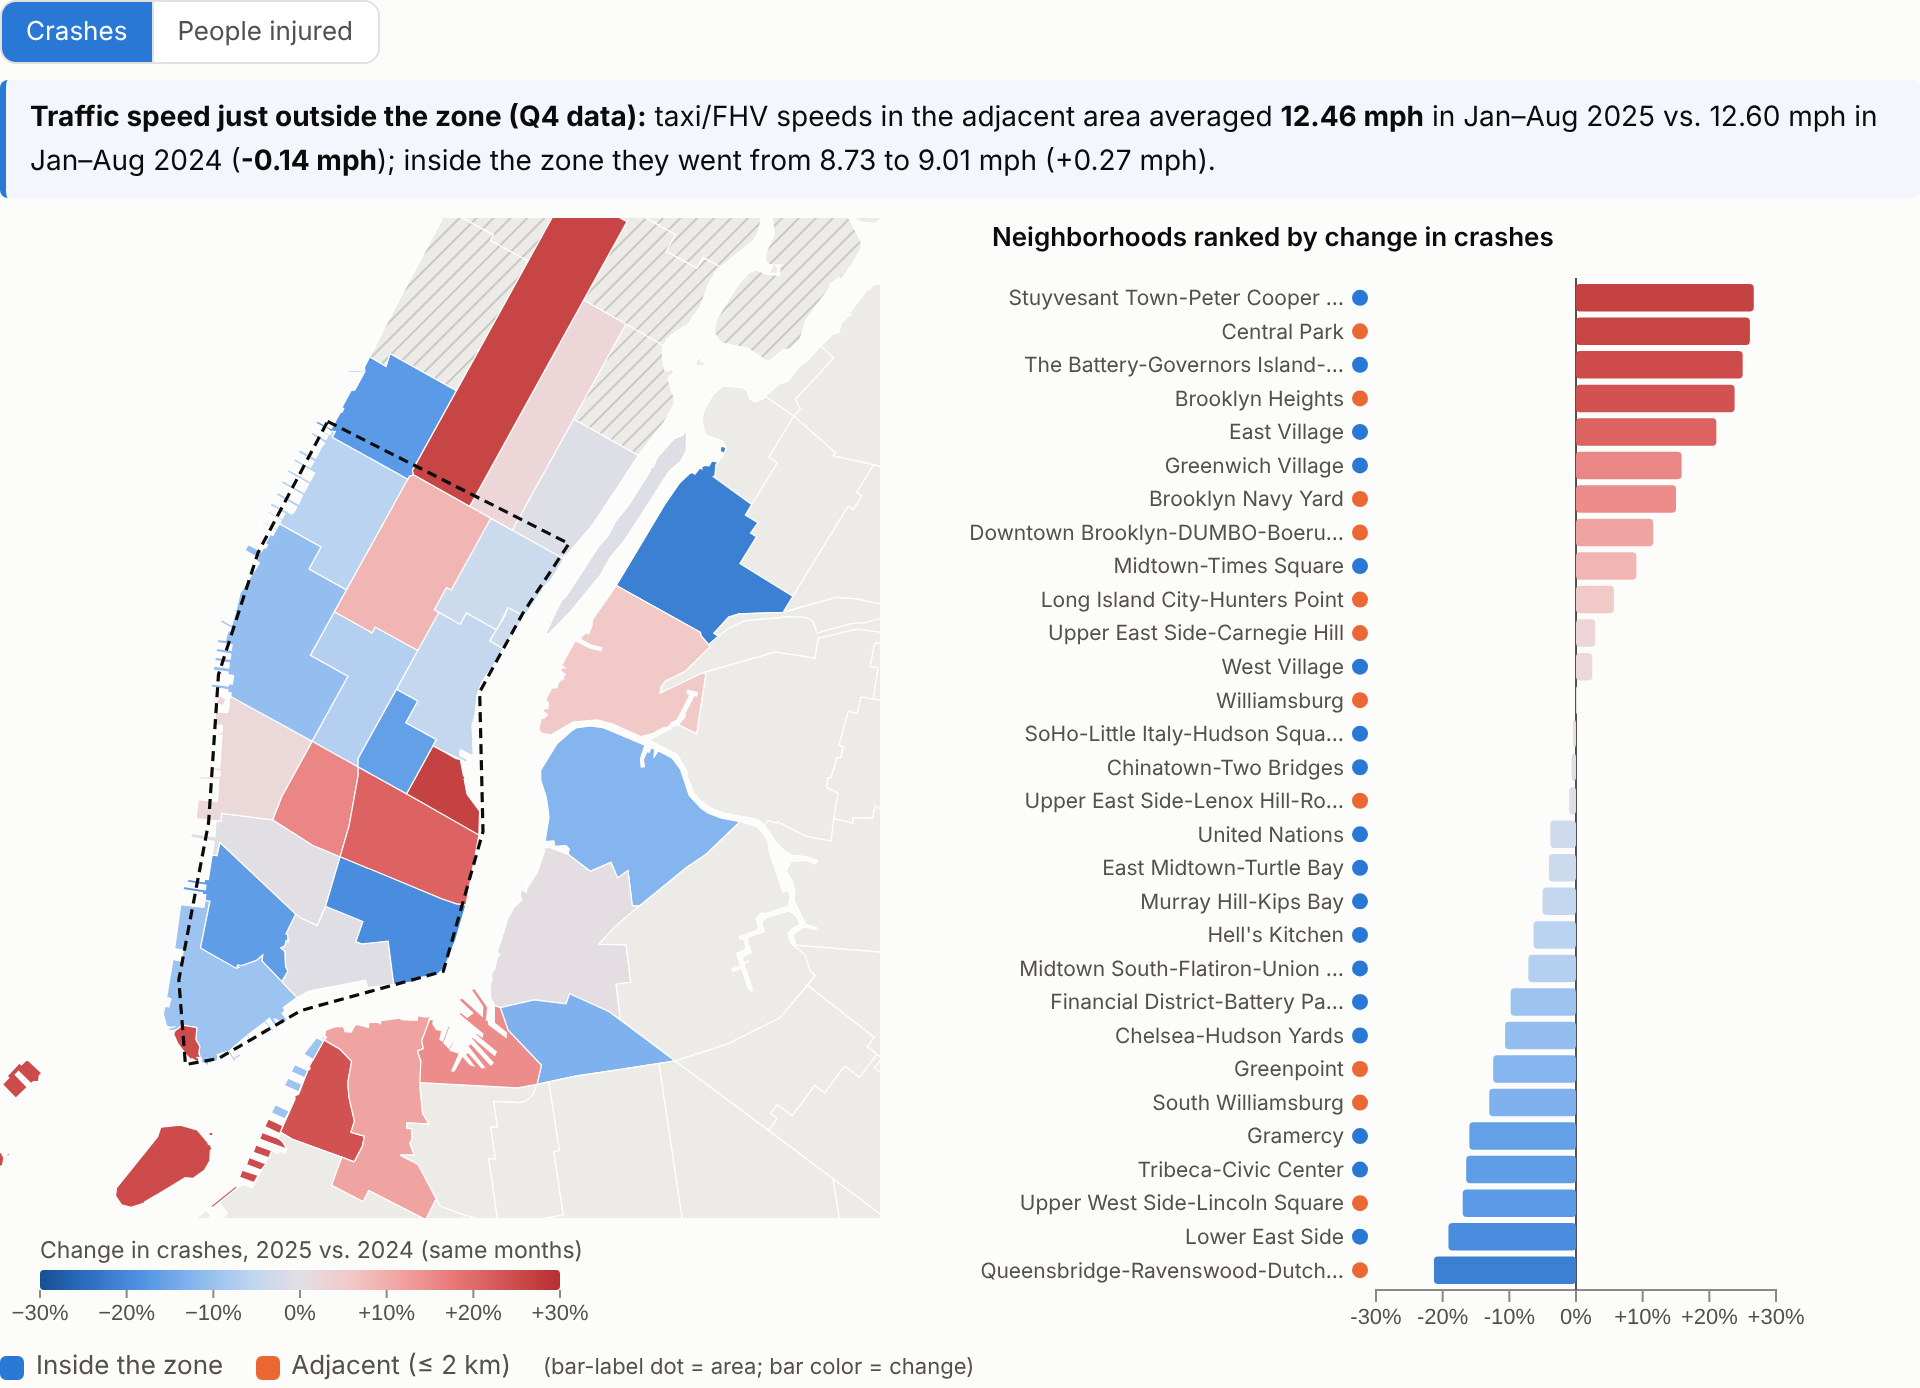 Crashes People injured
Traffic speed just outside the zone (Q4 data): taxi/FHV speeds in the adjacent area averaged 12.46 mph in Jan–Aug 2025 vs. 12.60 mph in
Jan–Aug 2024 (-0.14 mph); inside the zone they went from 8.73 to 9.01 mph (+0.27 mph).
Neighborhoods ranked by change in crashes
Stuyvesant Town-Peter Cooper ...
Central Park
The Battery-Governors Island-...
Brooklyn Heights
East Village
Greenwich Village
Brooklyn Navy Yard
Downtown Brooklyn-DUMBO-Boeru...
Midtown-Times Square
Long Island City-Hunters Point
Upper East Side-Carnegie Hill
West Village
Williamsburg
SoHo-Little Italy-Hudson Squa...
Chinatown-Two Bridges
Upper East Side-Lenox Hill-Ro...
United Nations
East Midtown-Turtle Bay
Murray Hill-Kips Bay
Hell's Kitchen
Midtown South-Flatiron-Union ...
Financial District-Battery Pa...
Chelsea-Hudson Yards
Greenpoint
South Williamsburg
Gramercy
Tribeca-Civic Center
Upper West Side-Lincoln Square
Lower East Side
Queensbridge-Ravenswood-Dutch...
-30% -20% -10% 0% +10% +20% +30%
Change in crashes, 2025 vs. 2024 (same months)
−30% −20% −10% 0% +10% +20% +30%
Inside the zone Adjacent (≤ 2 km) (bar-label dot = area; bar color = change)